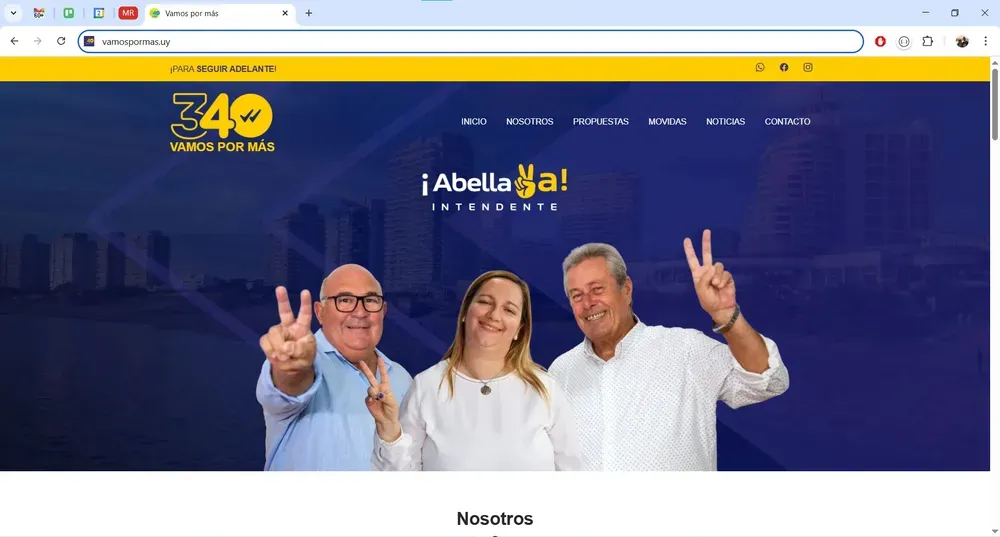 MR
Vamos por más
vamospormas.uy
¡PARA SEGUIR ADELANTE!
340
VAMOS POR MÁS
INICIO
NOSOTROS
PROPUESTAS
MOVIDAS
NOTICIAS
CONTACTO
¡Abella Ya!
INTENDENTE
Nosotros